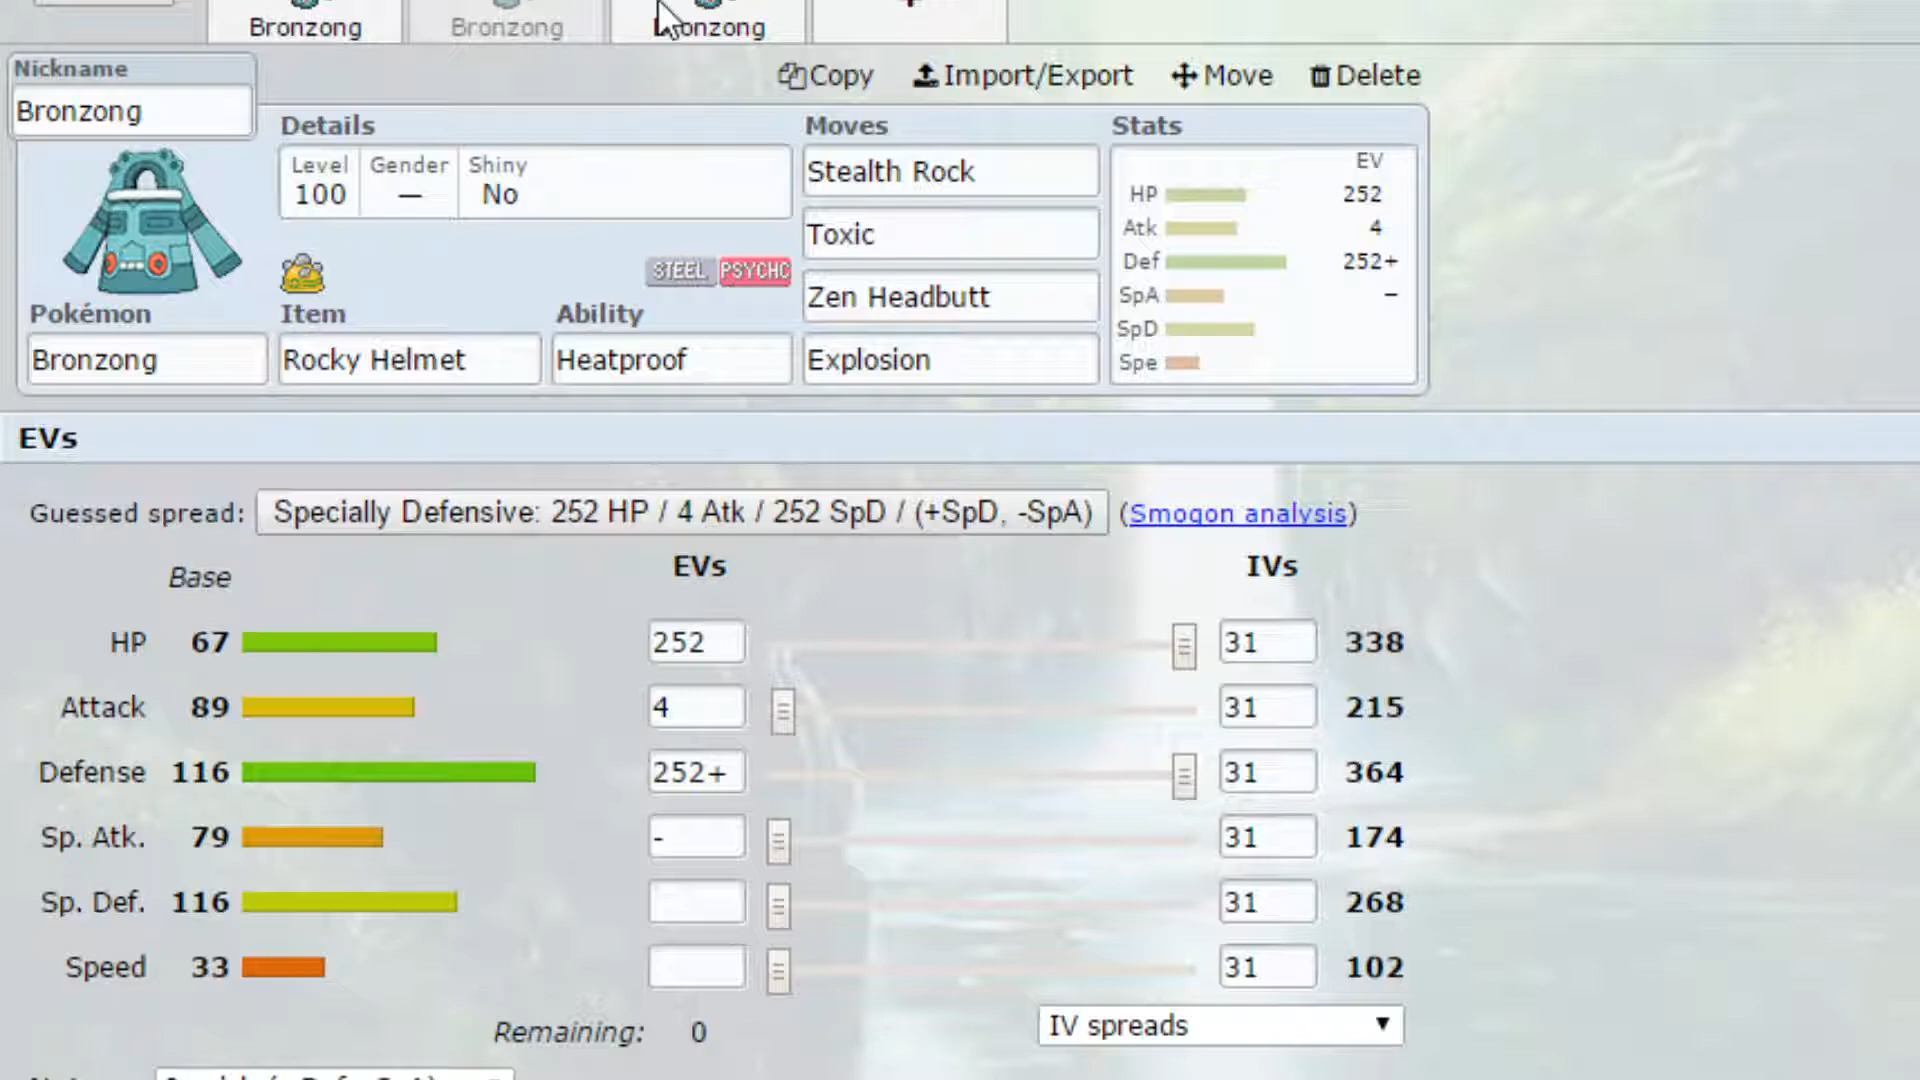 Bronzong Bronzong Bronzong
Nickname
Bronzong
Copy Import/Export Move Delete
Details
Level Gender Shiny
100 — No
STEEL PSYCHC
Pokémon Item Ability
Bronzong Rocky Helmet Heatproof
Moves
Stealth Rock
Toxic
Zen Headbutt
Explosion
Stats
EV
HP 252
Atk 4
Def 252+
SpA –
SpD
Spe
EVs
Guessed spread: Specially Defensive: 252 HP / 4 Atk / 252 SpD / (+SpD, -SpA) (Smogon analysis)
Base EVs IVs
HP 67 252 31 338
Attack 89 4 31 215
Defense 116 252+ 31 364
Sp. Atk. 79 - 31 174
Sp. Def. 116 31 268
Speed 33 31 102
Remaining: 0
IV spreads